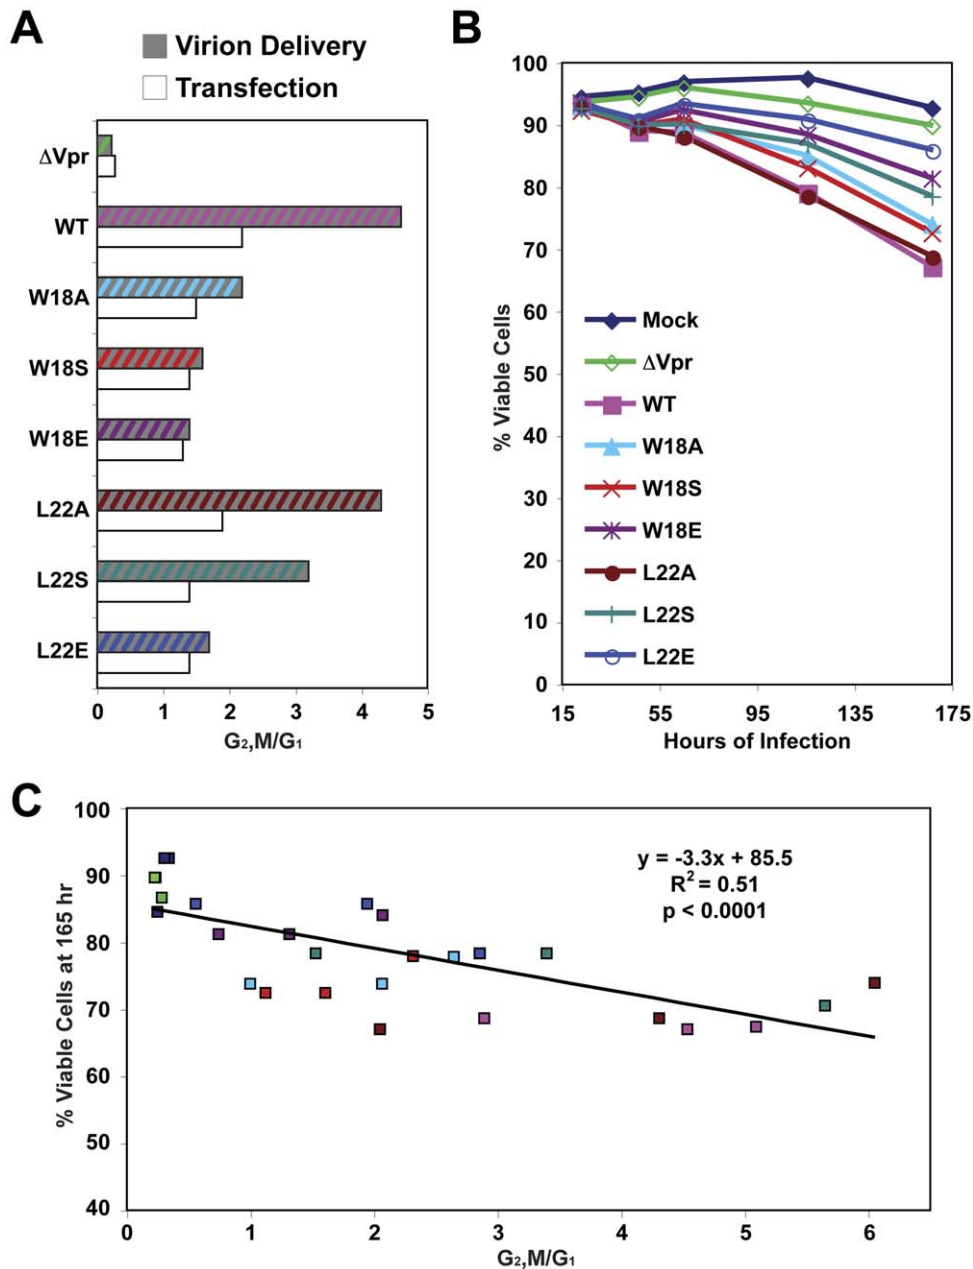 A
Virion Delivery
Transfection
ΔVpr
WT
W18A
W18S
W18E
L22A
L22S
L22E
0 1 2 3 4 5
G₂,M/G₁
B
100
90
80
70
60
50
40
30
20
10
0
% Viable Cells
Mock
ΔVpr
WT
W18A
W18S
W18E
L22A
L22S
L22E
15 55 95 135 175
Hours of Infection
C
100
90
80
70
60
50
40
% Viable Cells at 165 hr
y = -3.3x + 85.5
R² = 0.51
p < 0.0001
0 1 2 3 4 5 6
G₂,M/G₁